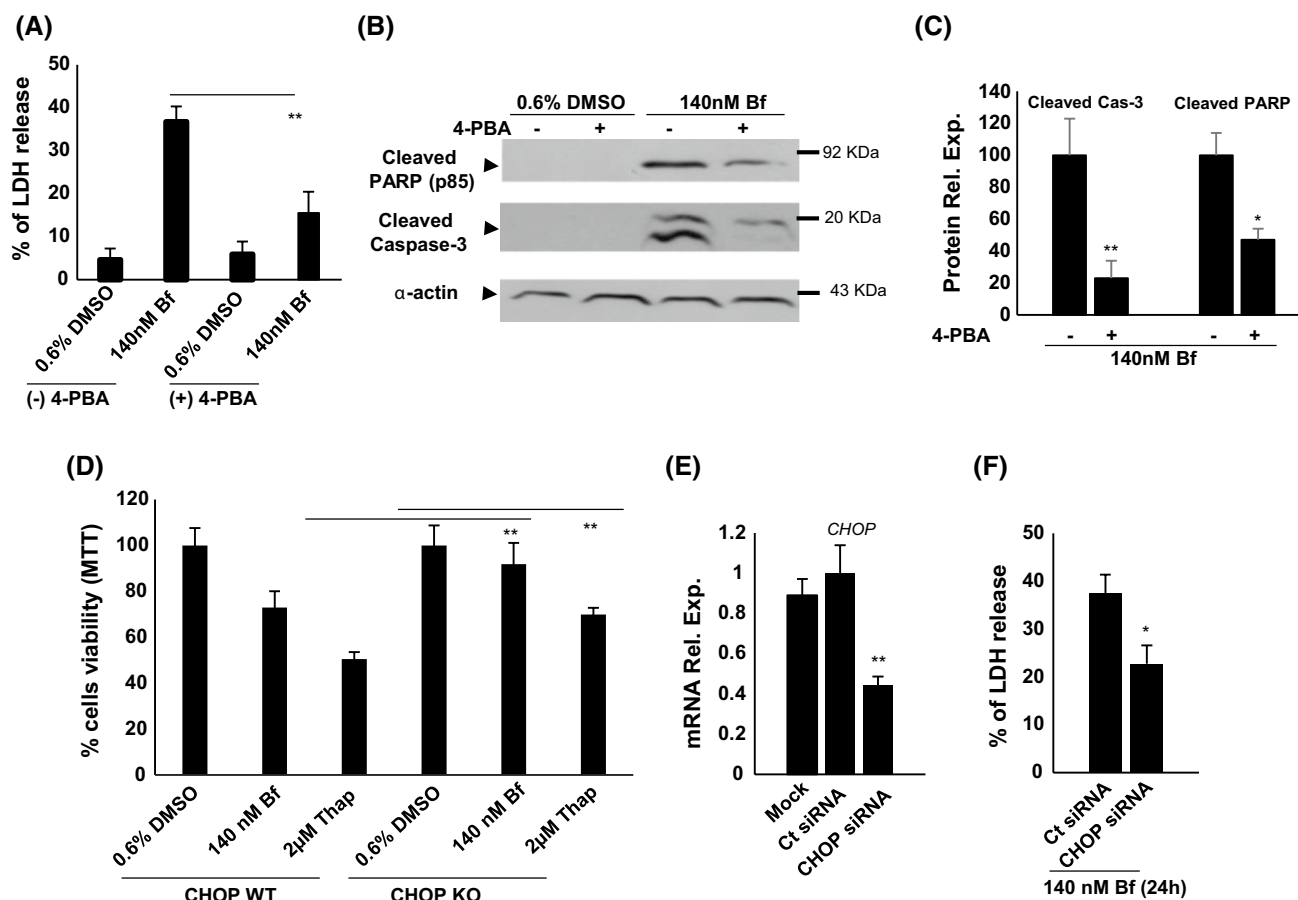 (A)
% of LDH release
50
40
30
20
10
0
**
0.6% DMSO
140nM Bf
0.6% DMSO
140nM Bf
(-) 4-PBA
(+) 4-PBA
(B)
0.6% DMSO
140nM Bf
4-PBA
-
+
-
+
Cleaved
PARP (p85)
92 KDa
Cleaved
Caspase-3
20 KDa
α-actin
43 KDa
(C)
Protein Rel. Exp.
140
120
100
80
60
40
20
0
Cleaved Cas-3
Cleaved PARP
**
*
4-PBA
-
+
-
+
140nM Bf
(D)
% cells viability (MTT)
120
100
80
60
40
20
0
**
**
0.6% DMSO
140 nM Bf
2µM Thap
0.6% DMSO
140 nM Bf
2µM Thap
CHOP WT
CHOP KO
(E)
mRNA Rel. Exp.
1.2
1
0.8
0.6
0.4
0.2
0
CHOP
**
Mock
Ct siRNA
CHOP siRNA
(F)
% of LDH release
50
40
30
20
10
0
*
Ct siRNA
CHOP siRNA
140 nM Bf (24h)